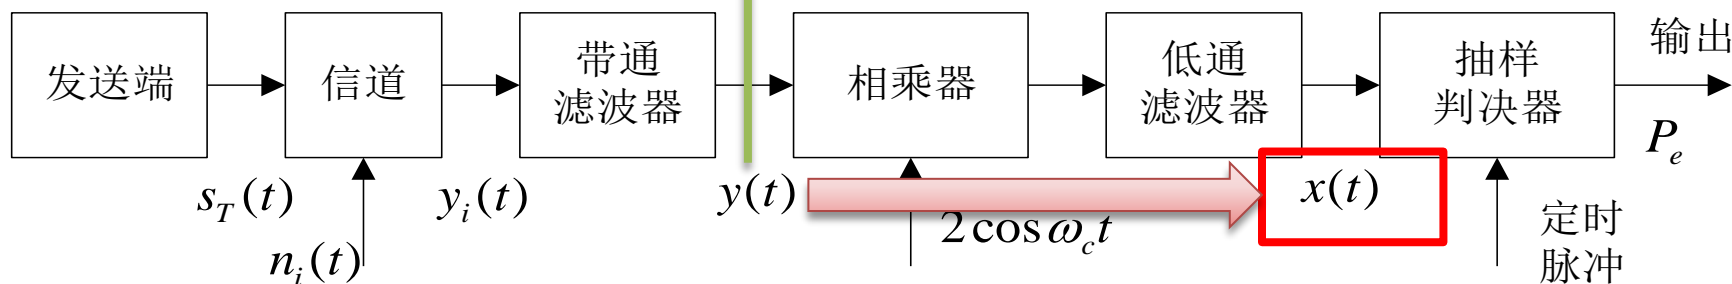 发送端
信道
带通
滤波器
相乘器
低通
滤波器
抽样
判决器
输出
P_e
s_T(t)
y_i(t)
y(t)
x(t)
n_i(t)
2cosω_c t
定时
脉冲